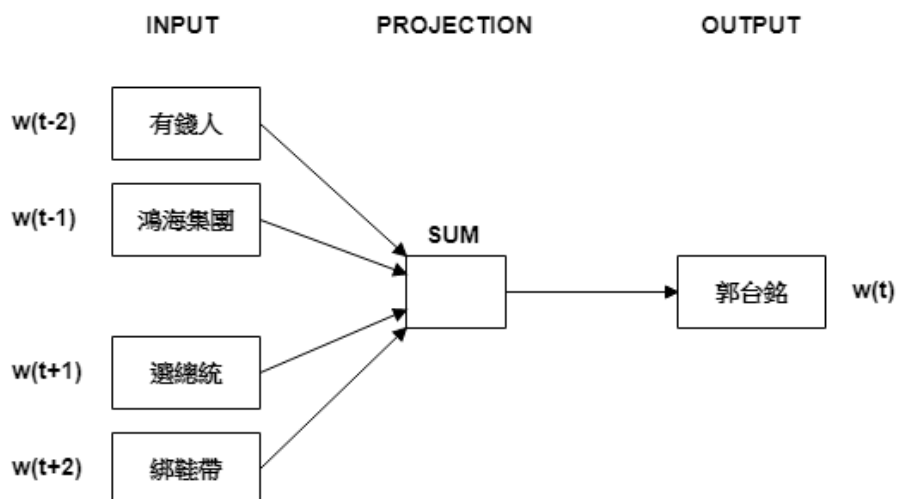 INPUT PROJECTION OUTPUT
w(t-2) 有錢人
w(t-1) 鴻海集團
SUM
郭台銘 w(t)
w(t+1) 選總統
w(t+2) 綁鞋帶